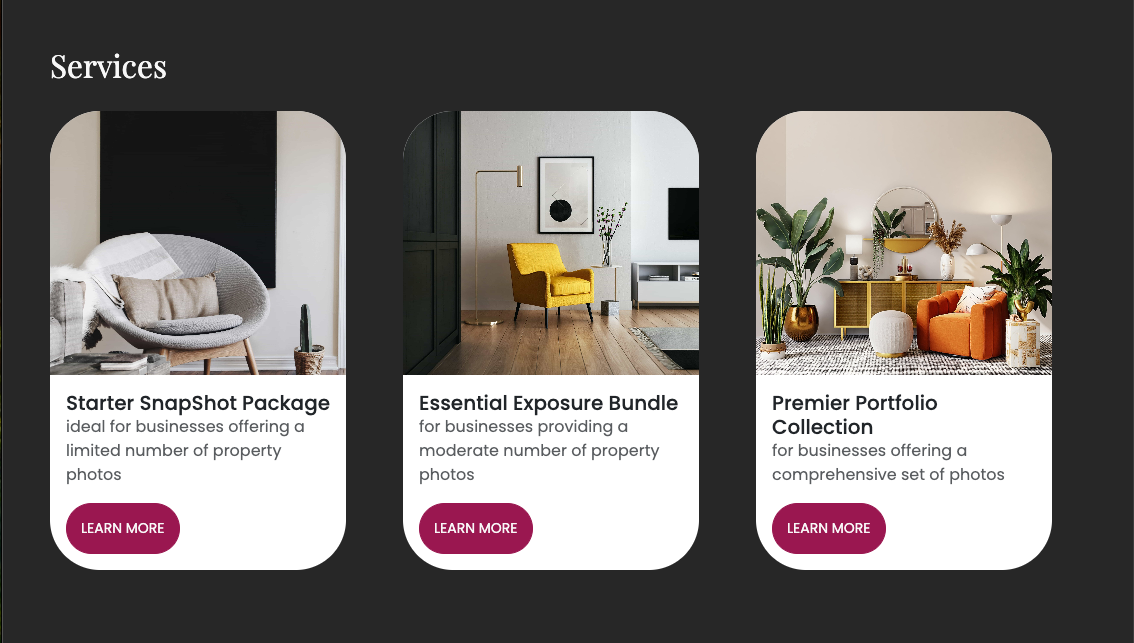 Services
Starter SnapShot Package
ideal for businesses offering a
limited number of property
photos
LEARN MORE
Essential Exposure Bundle
for businesses providing a
moderate number of property
photos
LEARN MORE
Premier Portfolio
Collection
for businesses offering a
comprehensive set of photos
LEARN MORE